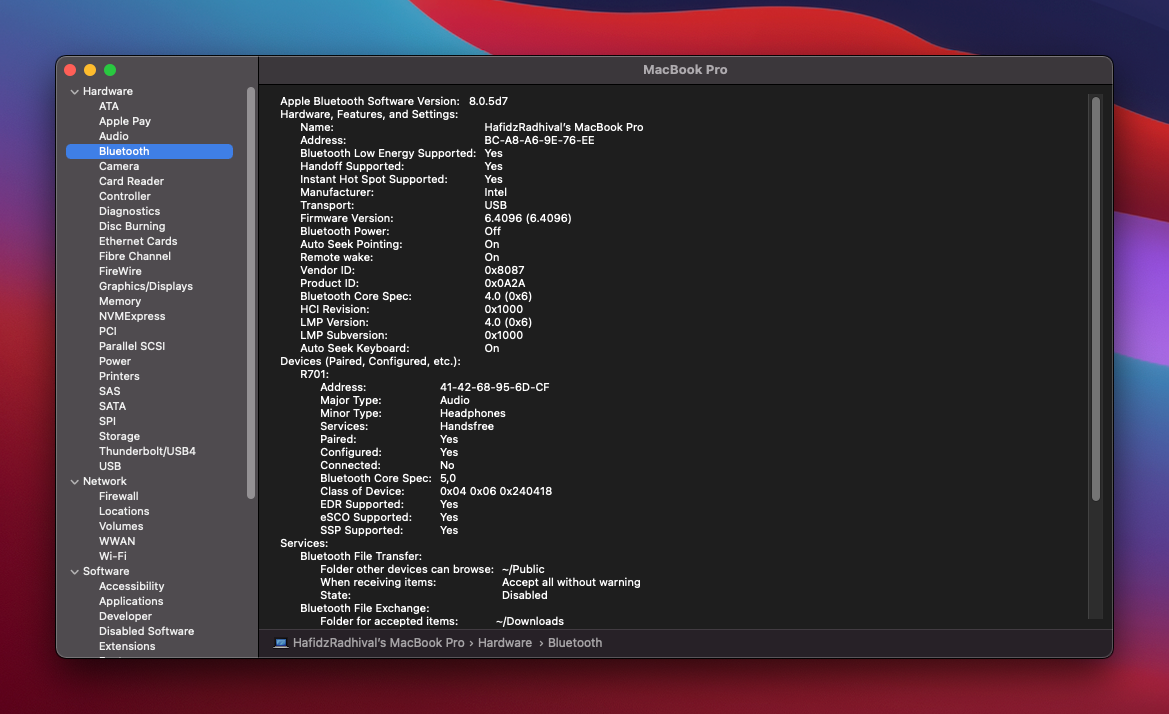 MacBook Pro
Hardware
ATA
Apple Pay
Audio
Bluetooth
Camera
Card Reader
Controller
Diagnostics
Disc Burning
Ethernet Cards
Fibre Channel
FireWire
Graphics/Displays
Memory
NVMExpress
PCI
Parallel SCSI
Power
Printers
SAS
SATA
SPI
Storage
Thunderbolt/USB4
USB
Network
Firewall
Locations
Volumes
WWAN
Wi-Fi
Software
Accessibility
Applications
Developer
Disabled Software
Extensions
Apple Bluetooth Software Version: 8.0.5d7
Hardware, Features, and Settings:
Name: HafidzRadhival's MacBook Pro
Address: BC-A8-A6-9E-76-EE
Bluetooth Low Energy Supported: Yes
Handoff Supported: Yes
Instant Hot Spot Supported: Yes
Manufacturer: Intel
Transport: USB
Firmware Version: 6.4096 (6.4096)
Bluetooth Power: Off
Auto Seek Pointing: On
Remote wake: On
Vendor ID: 0x8087
Product ID: 0x0A2A
Bluetooth Core Spec: 4.0 (0x6)
HCI Revision: 0x1000
LMP Version: 4.0 (0x6)
LMP Subversion: 0x1000
Auto Seek Keyboard: On
Devices (Paired, Configured, etc.):
R701:
Address: 41-42-68-95-6D-CF
Major Type: Audio
Minor Type: Headphones
Services: Handsfree
Paired: Yes
Configured: Yes
Connected: No
Bluetooth Core Spec: 5,0
Class of Device: 0x04 0x06 0x240418
EDR Supported: Yes
eSCO Supported: Yes
SSP Supported: Yes
Services:
Bluetooth File Transfer:
Folder other devices can browse: ~/Public
When receiving items: Accept all without warning
State: Disabled
Bluetooth File Exchange:
Folder for accepted items: ~/Downloads
HafidzRadhival's MacBook Pro › Hardware › Bluetooth